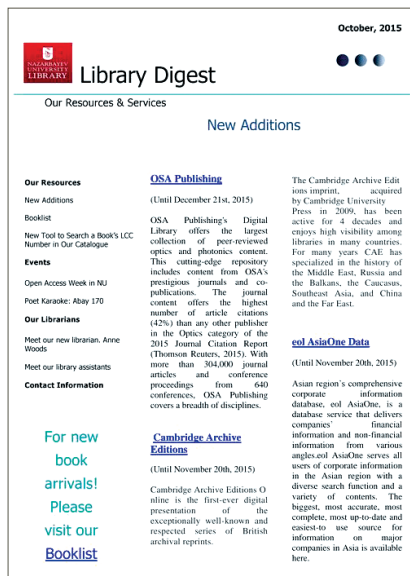 October, 2015
NAZARBAYEV
UNIVERSITY
LIBRARY
Library Digest
Our Resources & Services
New Additions
Our Resources
New Additions
Booklist
New Tool to Search a Book's LCC
Number in Our Catalogue
Events
Open Access Week in NU
Poet Karaoke: Abay 170
Our Librarians
Meet our new librarian. Anne
Woods
Meet our library assistants
Contact Information
For new
book
arrivals!
Please
visit our
Booklist
OSA Publishing
(Until December 21st, 2015)
OSA Publishing's Digital
Library offers the largest
collection of peer-reviewed
optics and photonics content.
This cutting-edge repository
includes content from OSA's
prestigious journals and co-
publications. The journal
content offers the highest
number of article citations
(42%) than any other publisher
in the Optics category of the
2015 Journal Citation Report
(Thomson Reuters, 2015). With
more than 304,000 journal
articles and conference
proceedings from 640
conferences, OSA Publishing
covers a breadth of disciplines.
Cambridge Archive
Editions
(Until November 20th, 2015)
Cambridge Archive Editions O
nline is the first-ever digital
presentation of the
exceptionally well-known and
respected series of British
archival reprints.
The Cambridge Archive Edit
ions imprint, acquired
by Cambridge University
Press in 2009, has been
active for 4 decades and
enjoys high visibility among
libraries in many countries.
For many years CAE has
specialized in the history of
the Middle East, Russia and
the Balkans, the Caucasus,
Southeast Asia, and China
and the Far East.
eol AsiaOne Data
(Until November 20th, 2015)
Asian region's comprehensive
corporate information
database, eol AsiaOne, is a
database service that delivers
companies' financial
information and non-financial
information from various
angles.eol AsiaOne serves all
users of corporate information
in the Asian region with a
diverse search function and a
variety of contents. The
biggest, most accurate, most
complete, most up-to-date and
easiest-to use source for
information on major
companies in Asia is available
here.